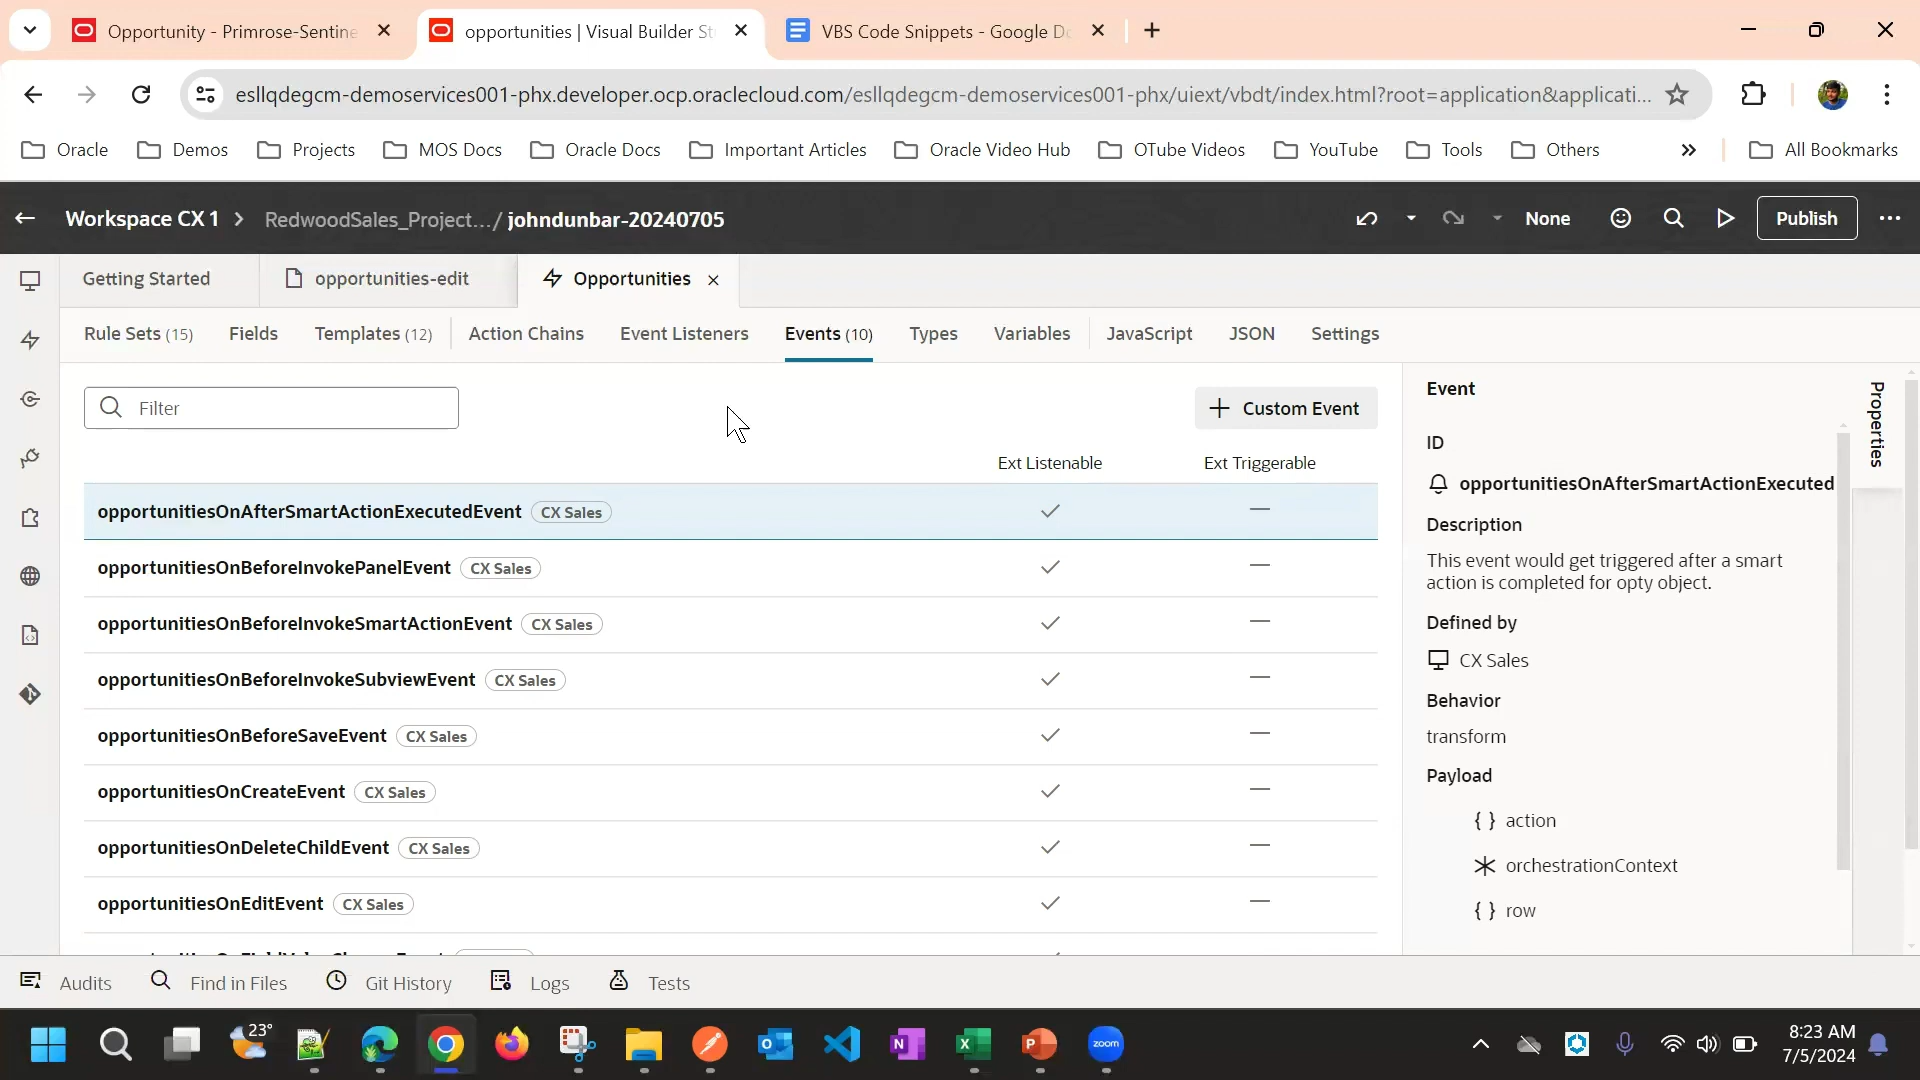 Opportunity - Primrose-Sentine
opportunities | Visual Builder St
VBS Code Snippets - Google Do
esllqdegcm-demoservices001-phx.developer.ocp.oraclecloud.com/esllqdegcm-demoservices001-phx/uiext/vbdt/index.html?root=application&applicati...
Oracle
Demos
Projects
MOS Docs
Oracle Docs
Important Articles
Oracle Video Hub
OTube Videos
YouTube
Tools
Others
All Bookmarks
Workspace CX 1 > RedwoodSales_Project.../ johndunbar-20240705
None
Publish
Getting Started
opportunities-edit
Opportunities
Rule Sets (15)
Fields
Templates (12)
Action Chains
Event Listeners
Events (10)
Types
Variables
JavaScript
JSON
Settings
Filter
Custom Event
Ext Listenable
Ext Triggerable
opportunitiesOnAfterSmartActionExecutedEvent CX Sales
opportunitiesOnBeforeInvokePanelEvent CX Sales
opportunitiesOnBeforeInvokeSmartActionEvent CX Sales
opportunitiesOnBeforeInvokeSubviewEvent CX Sales
opportunitiesOnBeforeSaveEvent CX Sales
opportunitiesOnCreateEvent CX Sales
opportunitiesOnDeleteChildEvent CX Sales
opportunitiesOnEditEvent CX Sales
Event
ID
opportunitiesOnAfterSmartActionExecuted
Description
This event would get triggered after a smart
action is completed for opty object.
Defined by
CX Sales
Behavior
transform
Payload
{ } action
orchestrationContext
{ } row
Properties
Audits
Find in Files
Git History
Logs
Tests
23°
zoom
8:23 AM
7/5/2024